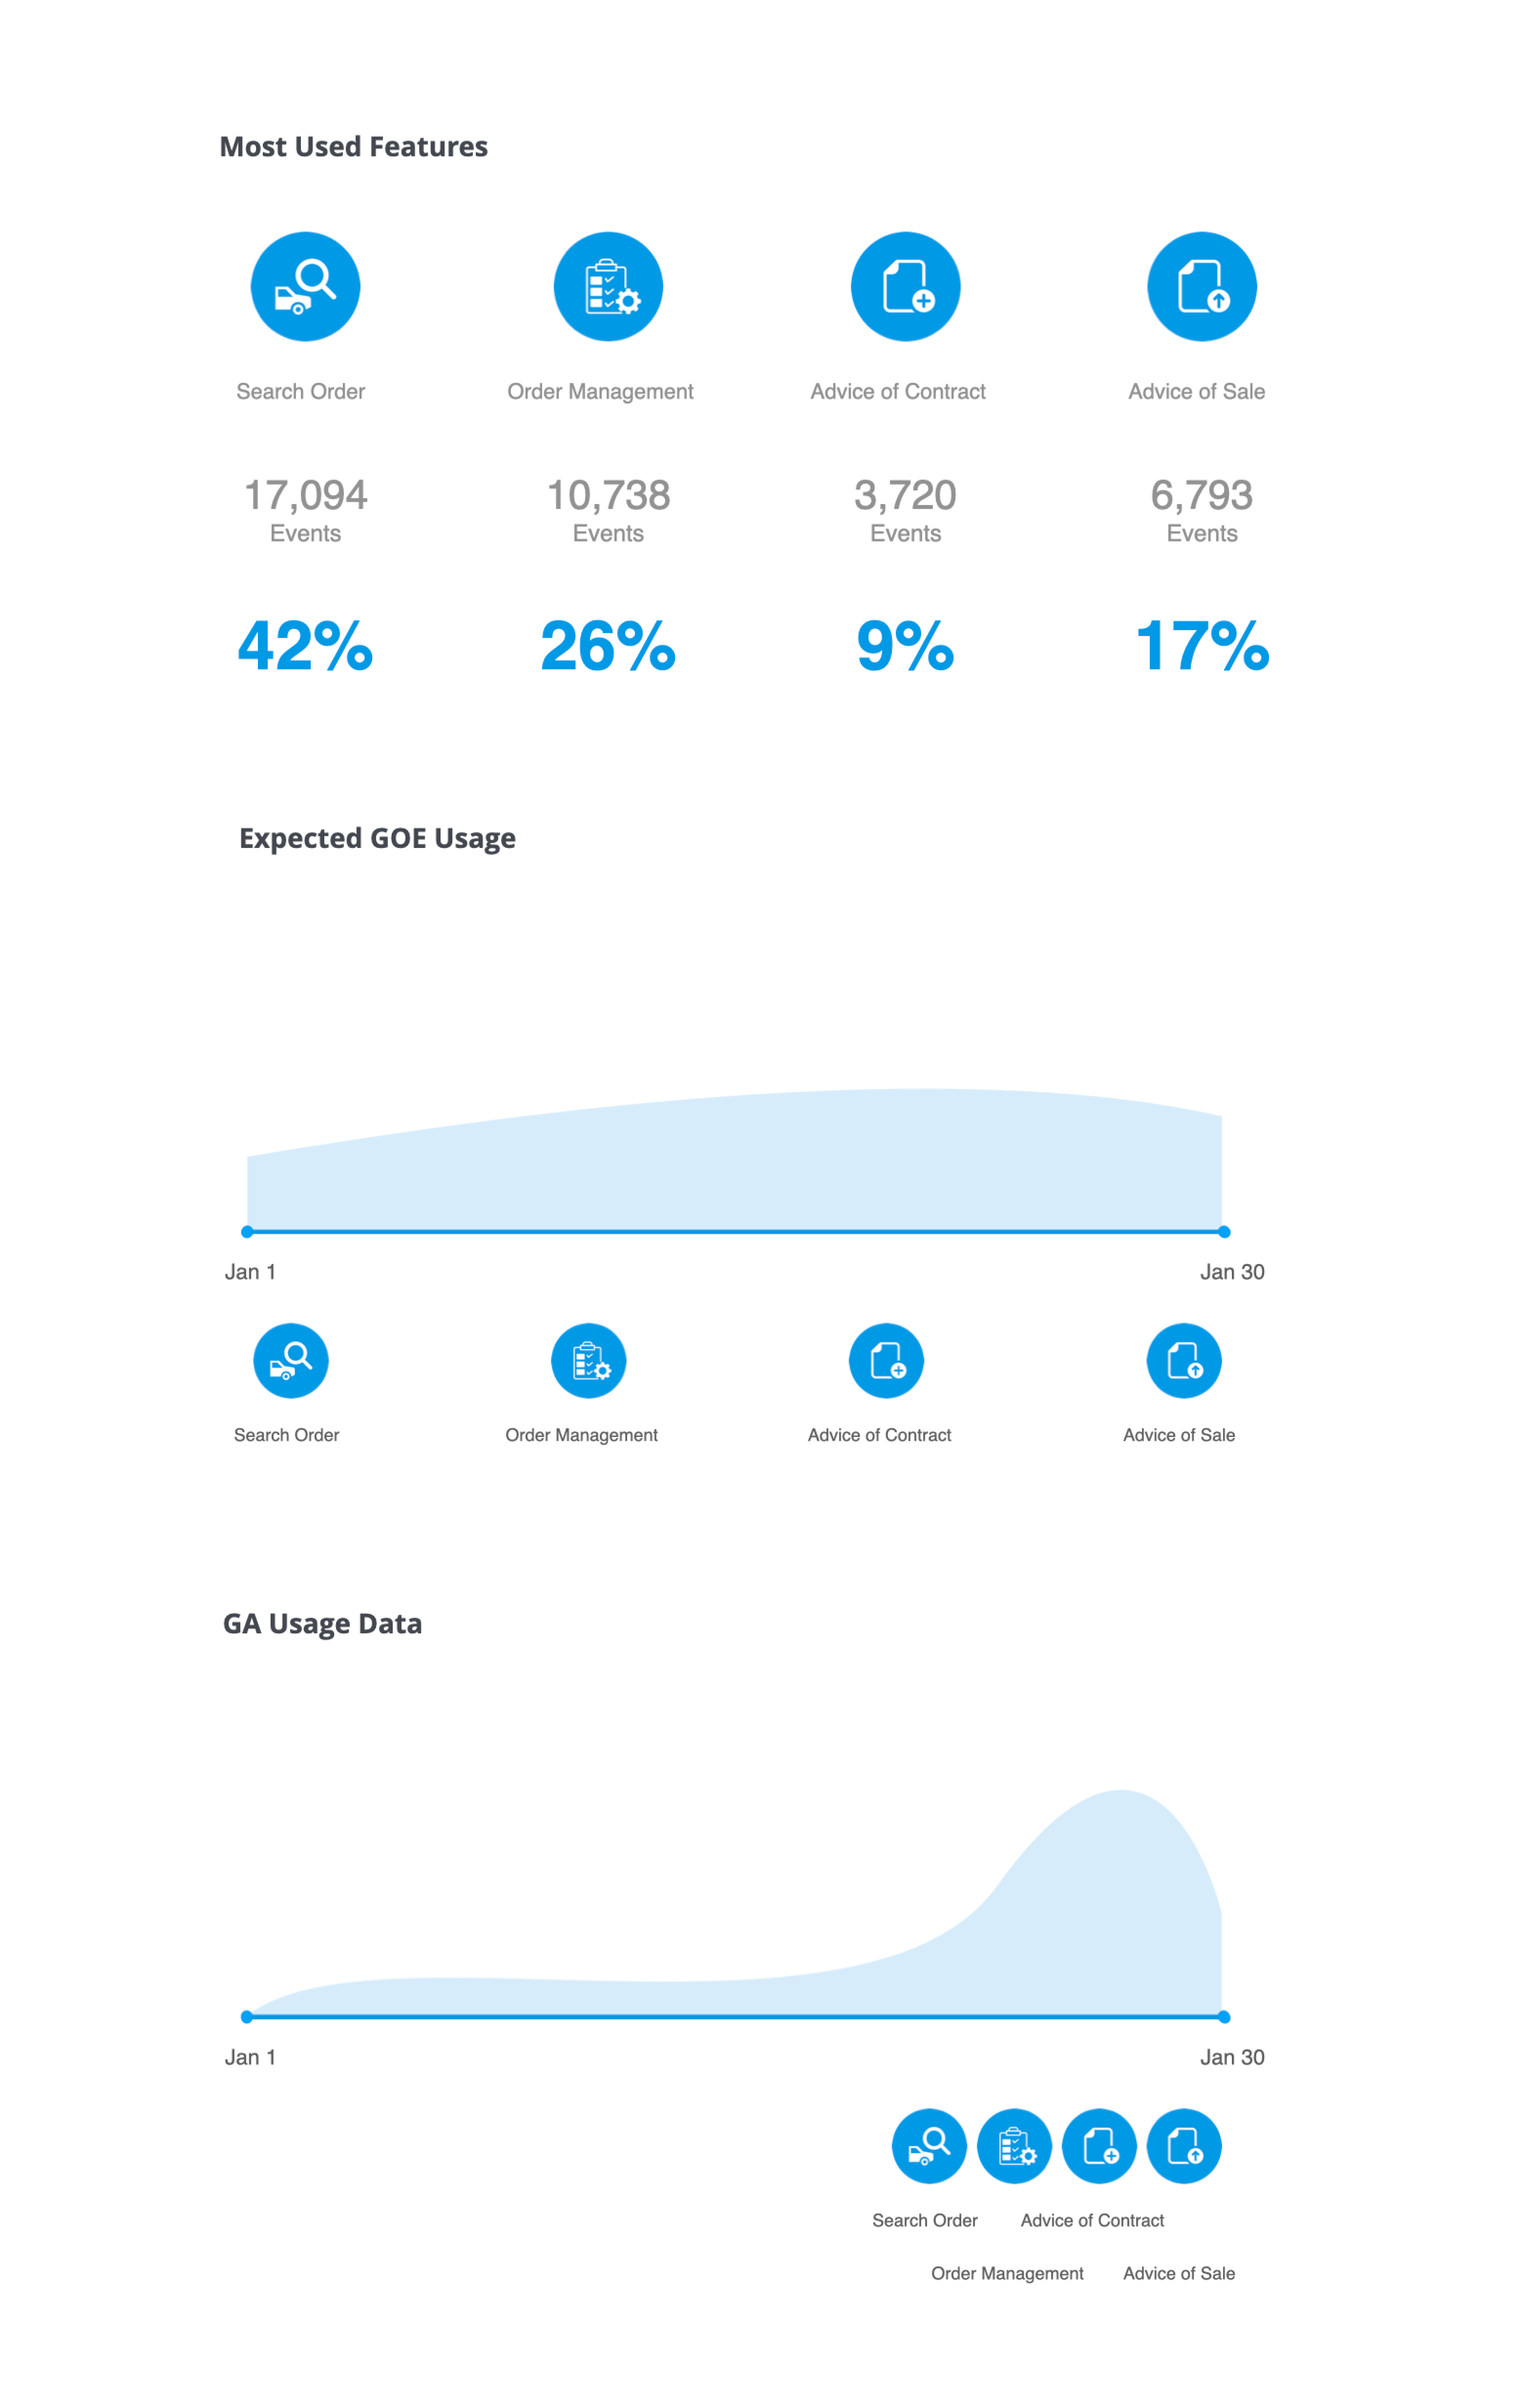 Most Used Features
Search Order
Order Management
Advice of Contract
Advice of Sale
17,094
Events
10,738
Events
3,720
Events
6,793
Events
42%
26%
9%
17%
Expected GOE Usage
Jan 1
Jan 30
Search Order
Order Management
Advice of Contract
Advice of Sale
GA Usage Data
Jan 1
Jan 30
Search Order
Advice of Contract
Order Management
Advice of Sale